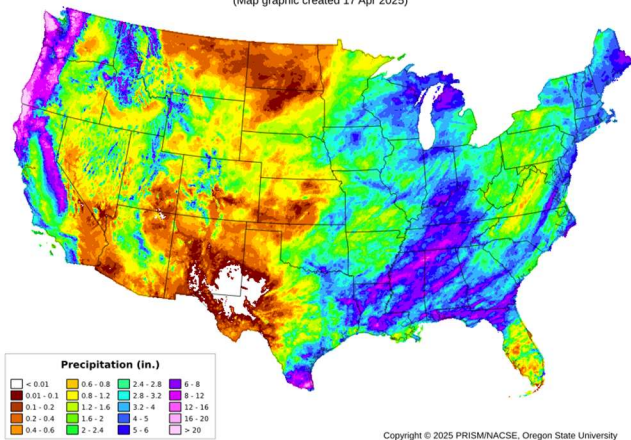 (Map graphic created 17 Apr 2025)
Precipitation (in.)
< 0.01
0.01 - 0.1
0.1 - 0.2
0.2 - 0.4
0.4 - 0.6
0.6 - 0.8
0.8 - 1.2
1.2 - 1.6
1.6 - 2
2 - 2.4
2.4 - 2.8
2.8 - 3.2
3.2 - 4
4 - 5
5 - 6
6 - 8
8 - 12
12 - 16
16 - 20
> 20
Copyright © 2025 PRISM/NACSE, Oregon State University